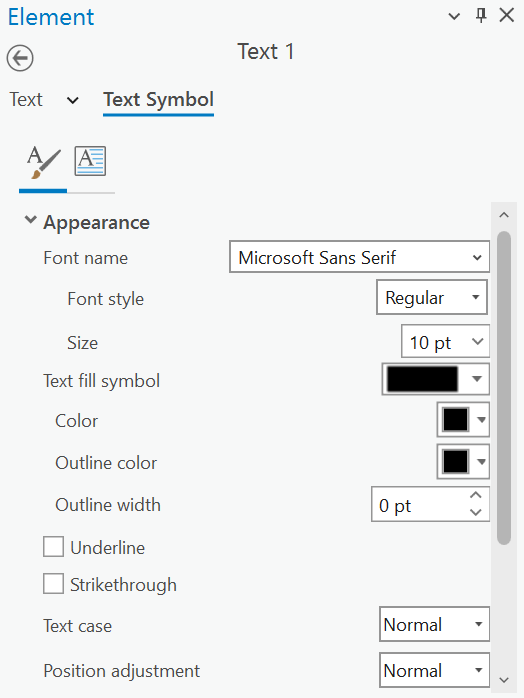 Element
Text 1
Text Text Symbol
Appearance
Font name Microsoft Sans Serif
Font style Regular
Size 10 pt
Text fill symbol
Color
Outline color
Outline width 0 pt
Underline
Strikethrough
Text case Normal
Position adjustment Normal